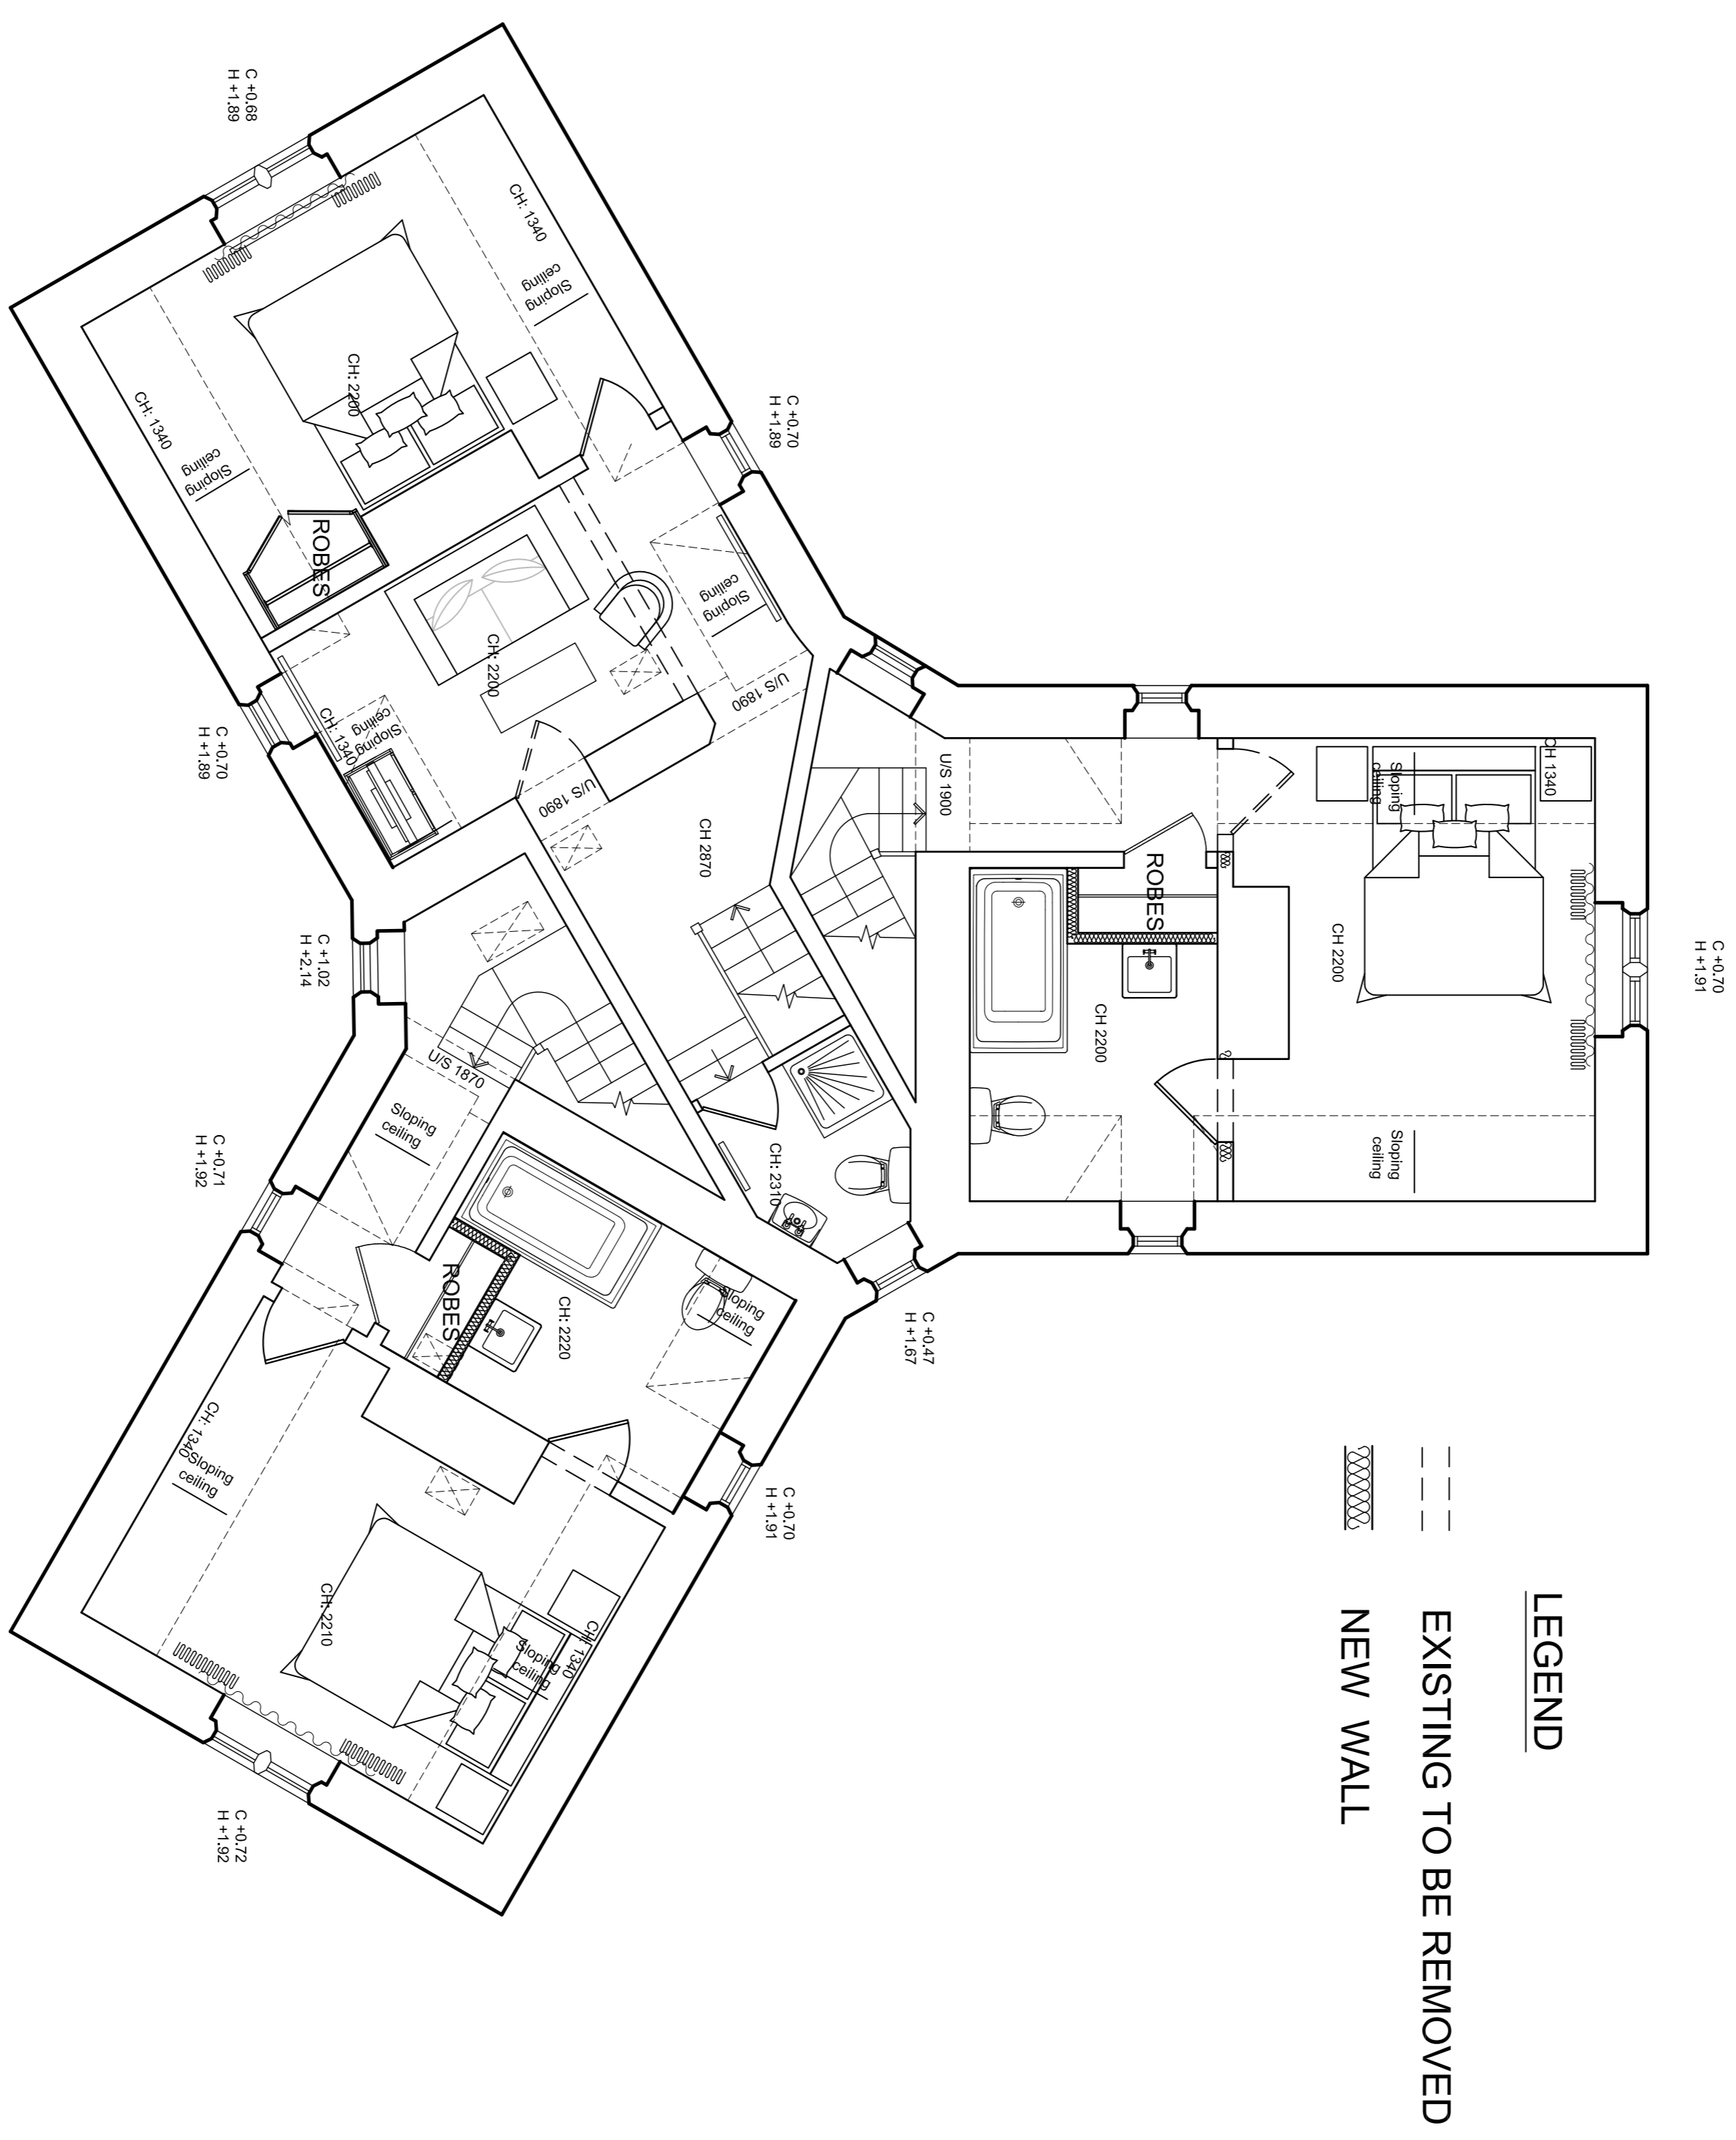 C +0.70
H +1.91
CH 1340
Sloping
ceiling
CH 2200
Sloping
ceiling
U/S 1900
ROBES
CH 2200
C +0.70
H +1.89
C +0.68
H +1.89
CH: 1340
Sloping
ceiling
CH: 2200
CH: 1340
Sloping
ceiling
ROBES
Sloping
ceiling
U/S 1890
CH: 2200
CH: 1340
Sloping
ceiling
U/S 1890
CH 2870
C +0.70
H +1.89
C +1.02
H +2.14
U/S 1870
Sloping
ceiling
CH: 2310
C +0.47
H +1.67
C +0.71
H +1.92
ROBES
CH: 2220
Sloping
ceiling
C +0.70
H +1.91
CH: 1340
Sloping
ceiling
CH: 2210
Sloping
ceiling
CH: 1340
C +0.72
H +1.92
LEGEND
EXISTING TO BE REMOVED
NEW WALL